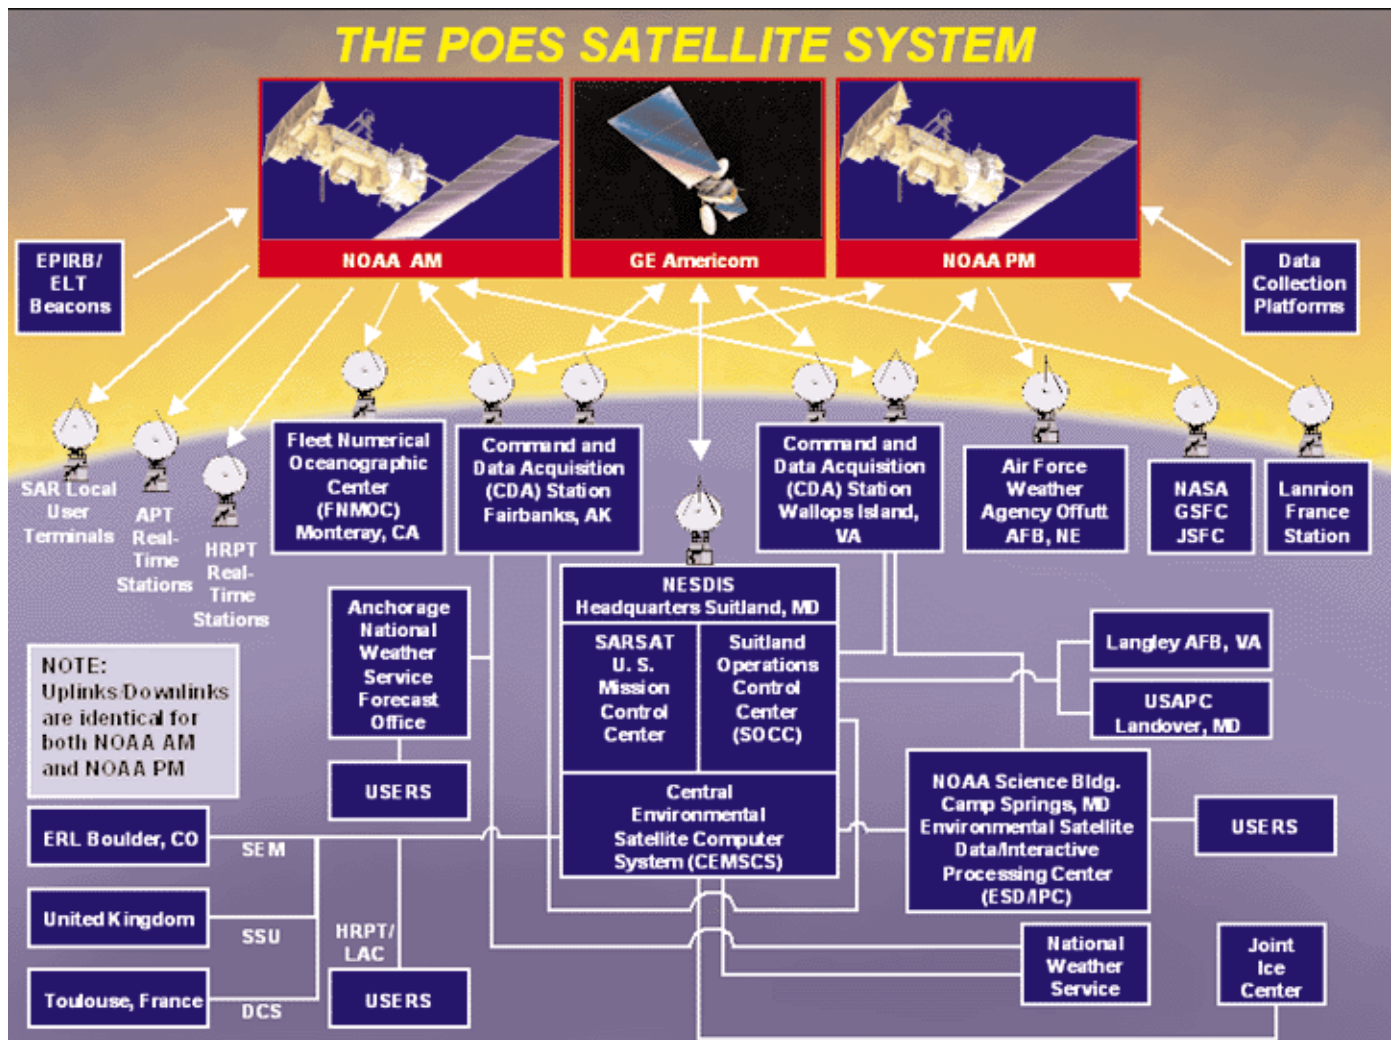 THE POES SATELLITE SYSTEM
NOAA AM
GE Americom
NOAA PM
EPIRB/
ELT
Beacons
Data
Collection
Platforms
SAR Local
User
Terminals
APT
Real-
Time
Stations
HRPT
Real-
Time
Stations
Fleet Numerical
Oceanographic
Center
(FNMOC)
Monteray, CA
Command and
Data Acquisition
(CDA) Station
Fairbanks, AK
Command and
Data Acquisition
(CDA) Station
Wallops Island,
VA
Air Force
Weather
Agency Offutt
AFB, NE
NASA
GSFC
JSFC
Lannion
France
Station
NESDIS
Headquarters Suitland, MD
SARSAT
U. S.
Mission
Control
Center
Suitland
Operations
Control
Center
(SOCC)
Central
Environmental
Satellite Computer
System (CEMSCS)
Anchorage
National
Weather
Service
Forecast
Office
USERS
Langley AFB, VA
USAPC
Landover, MD
NOTE:
Uplinks/Downlinks
are identical for
both NOAA AM
and NOAA PM
NOAA Science Bldg.
Camp Springs, MD
Environmental Satellite
Data/Interactive
Processing Center
(ESD/IPC)
USERS
ERL Boulder, CO
SEM
United Kingdom
SSU
Toulouse, France
DCS
HRPT/
LAC
USERS
National
Weather
Service
Joint
Ice
Center